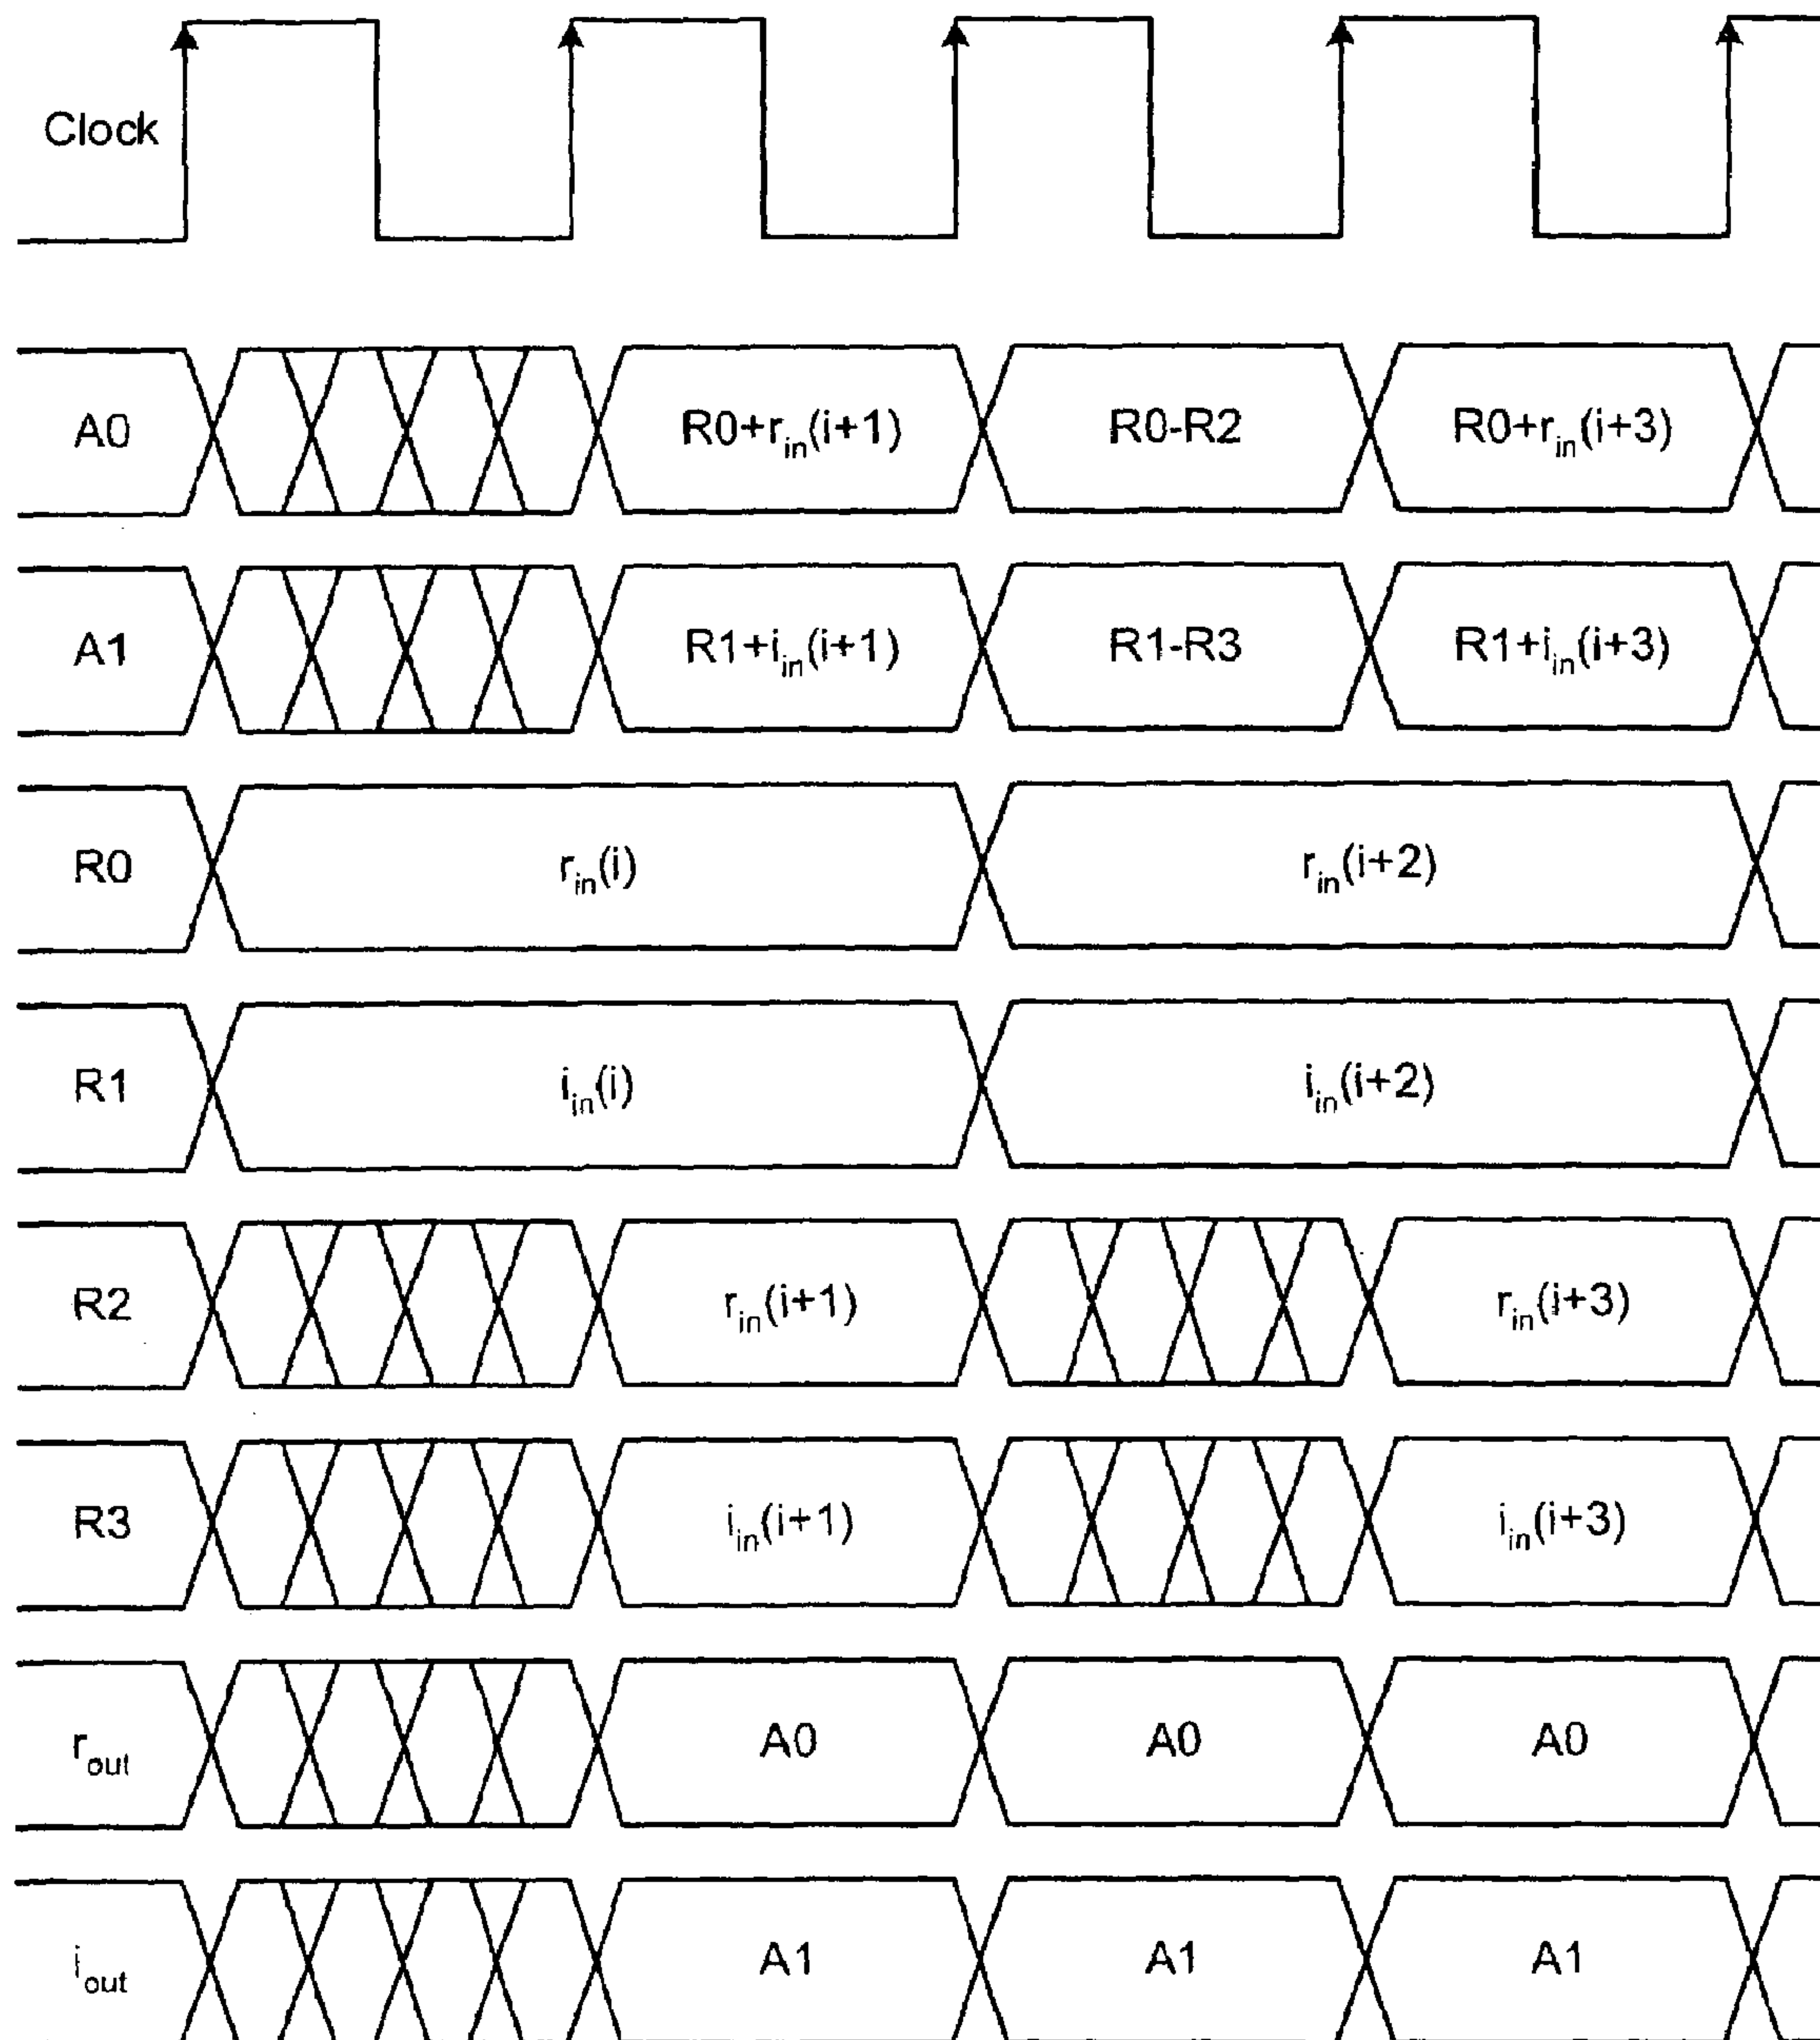 Clock
A0 R0+r_in(i+1) R0-R2 R0+r_in(i+3)
A1 R1+i_in(i+1) R1-R3 R1+i_in(i+3)
R0 r_in(i) r_in(i+2)
R1 i_in(i) i_in(i+2)
R2 r_in(i+1) r_in(i+3)
R3 i_in(i+1) i_in(i+3)
r_out A0 A0 A0
i_out A1 A1 A1